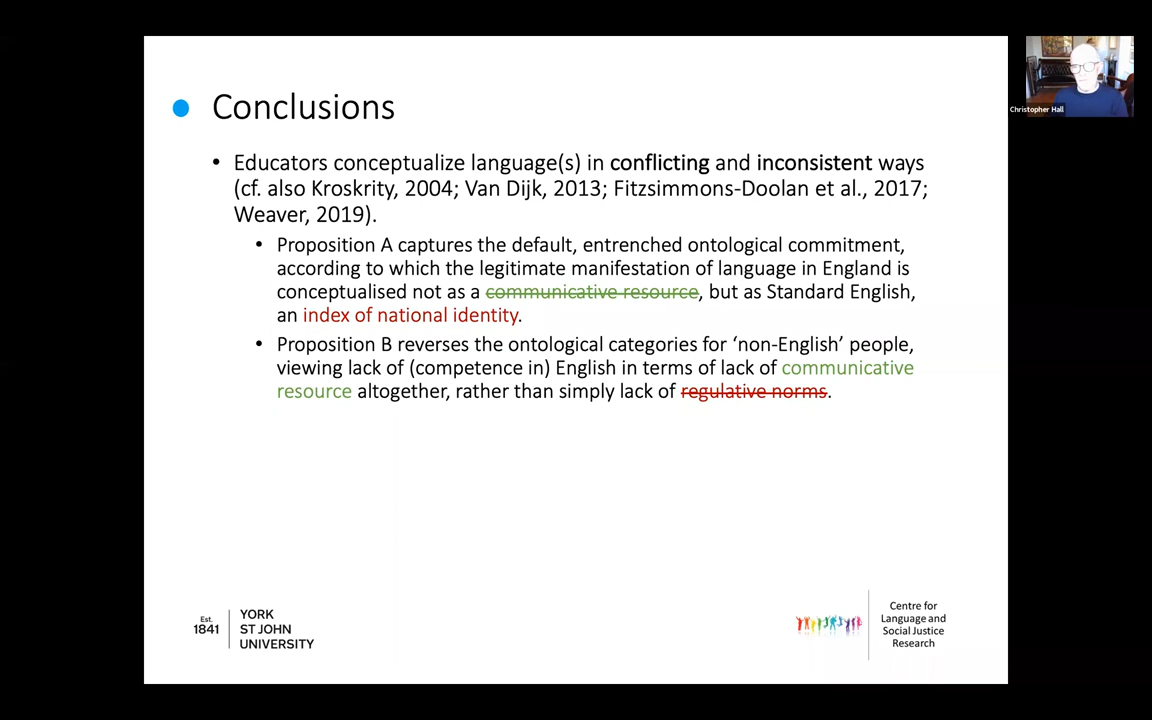 Conclusions
• Educators conceptualize language(s) in conflicting and inconsistent ways
(cf. also Kroskrity, 2004; Van Dijk, 2013; Fitzsimmons-Doolan et al., 2017;
Weaver, 2019).
• Proposition A captures the default, entrenched ontological commitment,
according to which the legitimate manifestation of language in England is
conceptualised not as a communicative resource, but as Standard English,
an index of national identity.
• Proposition B reverses the ontological categories for ‘non-English’ people,
viewing lack of (competence in) English in terms of lack of communicative
resource altogether, rather than simply lack of regulative norms.
Est.
1841
YORK
ST JOHN
UNIVERSITY
Centre for
Language and
Social Justice
Research
Christopher Hall